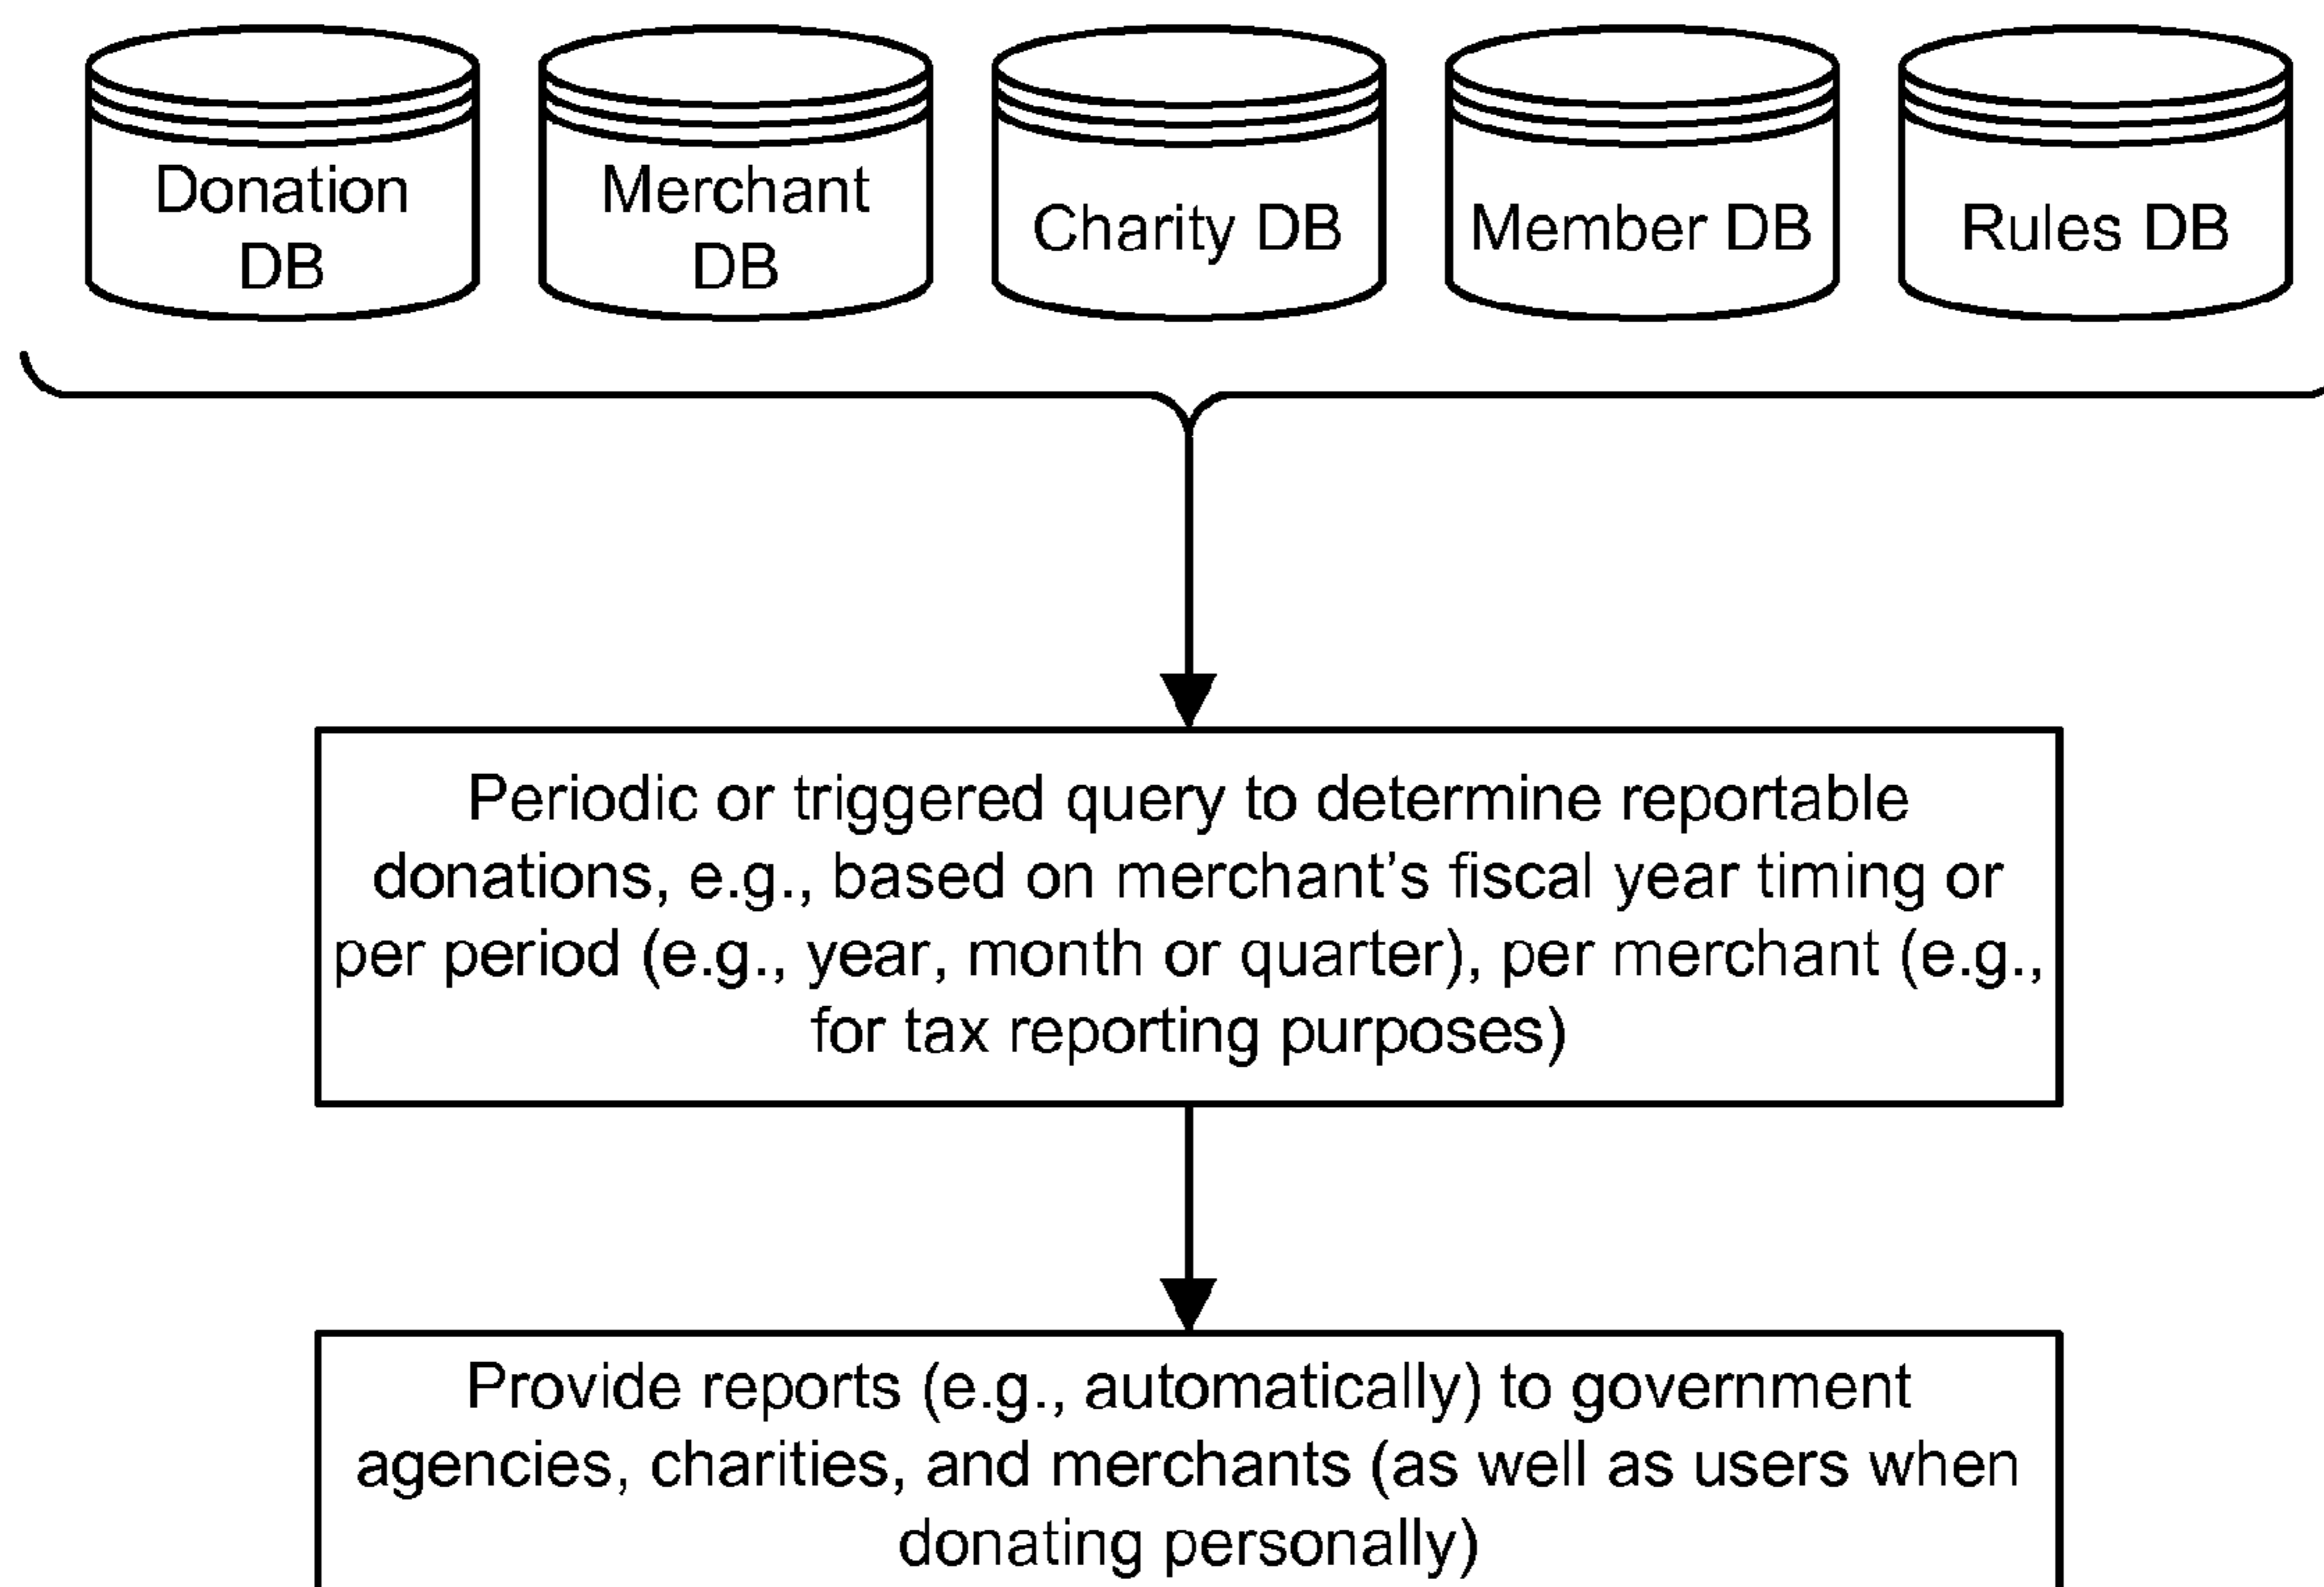 Donation
DB
Merchant
DB
Charity DB
Member DB
Rules DB
Periodic or triggered query to determine reportable
donations, e.g., based on merchant’s fiscal year timing or
per period (e.g., year, month or quarter), per merchant (e.g.,
for tax reporting purposes)
Provide reports (e.g., automatically) to government
agencies, charities, and merchants (as well as users when
donating personally)